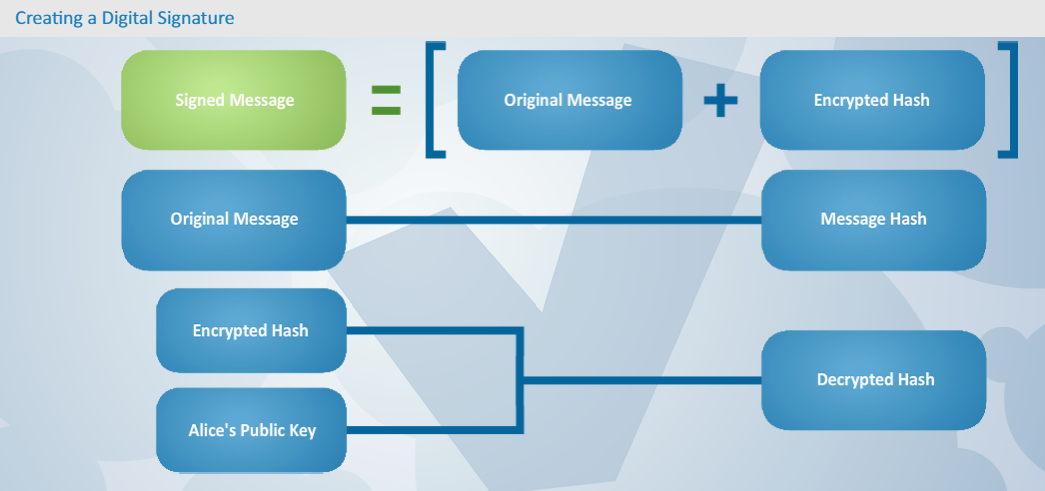 Creating a Digital Signature
Signed Message = [ Original Message + Encrypted Hash ]
Original Message
Message Hash
Encrypted Hash
Alice's Public Key
Decrypted Hash